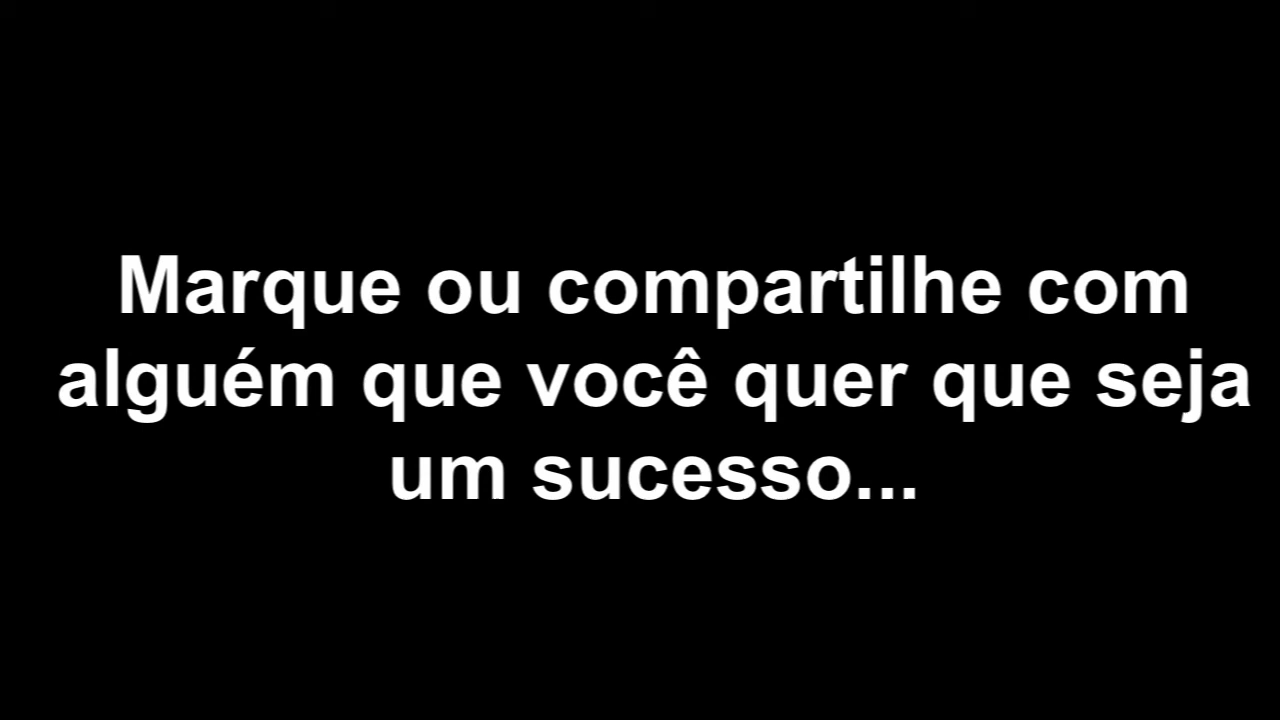 Marque ou compartilhe com
alguém que você quer que seja
um sucesso...